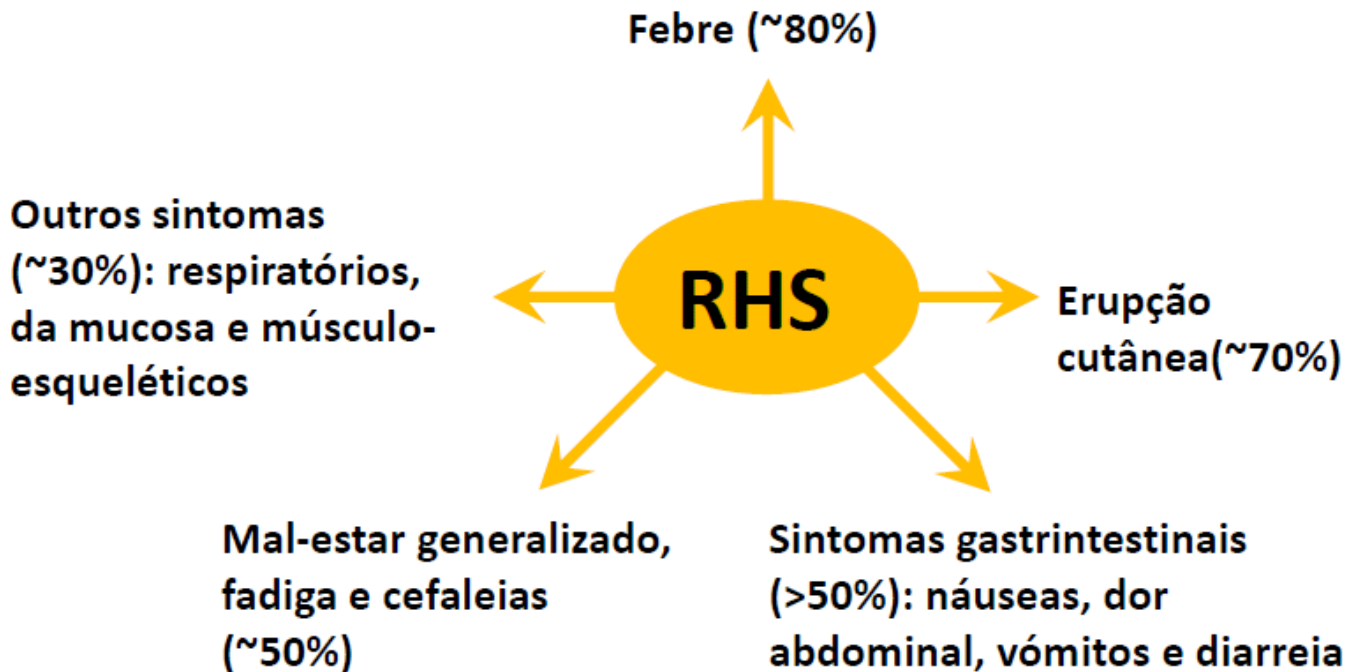 Febre (~80%)
Outros sintomas
(~30%): respiratórios,
da mucosa e músculo-
esqueléticos
RHS
Erupção
cutânea(~70%)
Mal-estar generalizado,
fadiga e cefaleias
(~50%)
Sintomas gastrintestinais
(>50%): náuseas, dor
abdominal, vómitos e diarreia